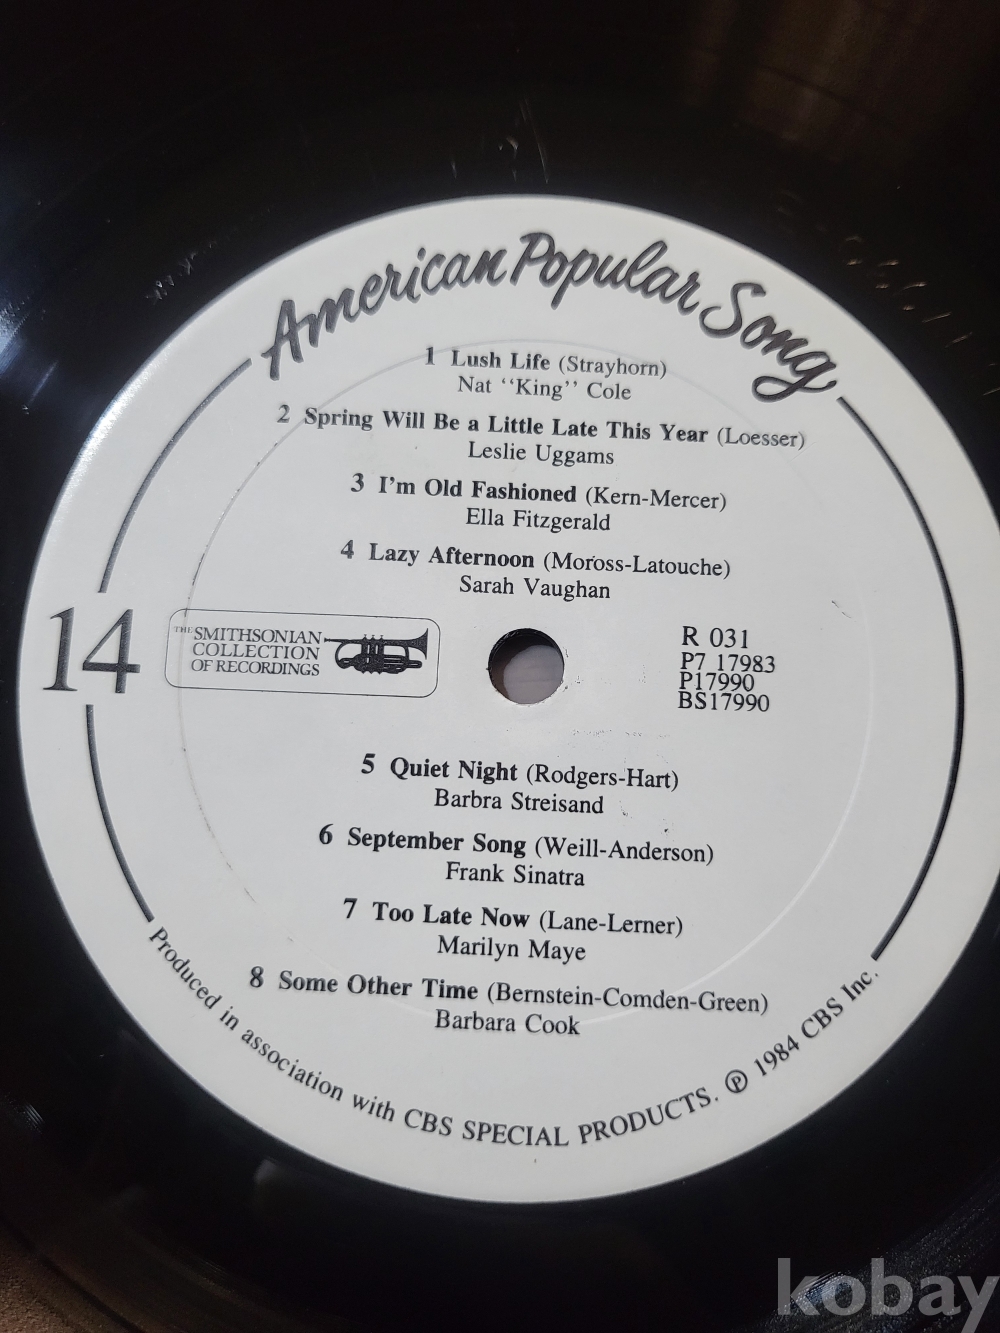 American Popular Song
1 Lush Life (Strayhorn)
Nat "King" Cole
2 Spring Will Be a Little Late This Year (Loesser)
Leslie Uggams
3 I'm Old Fashioned (Kern-Mercer)
Ella Fitzgerald
4 Lazy Afternoon (Moross-Latouche)
Sarah Vaughan
14
THE SMITHSONIAN
COLLECTION
OF RECORDINGS
R 031
P7 17983
P17990
BS17990
5 Quiet Night (Rodgers-Hart)
Barbra Streisand
6 September Song (Weill-Anderson)
Frank Sinatra
7 Too Late Now (Lane-Lerner)
Marilyn Maye
8 Some Other Time (Bernstein-Comden-Green)
Barbara Cook
Produced in association with CBS SPECIAL PRODUCTS. ℗ 1984 CBS Inc.
kobay